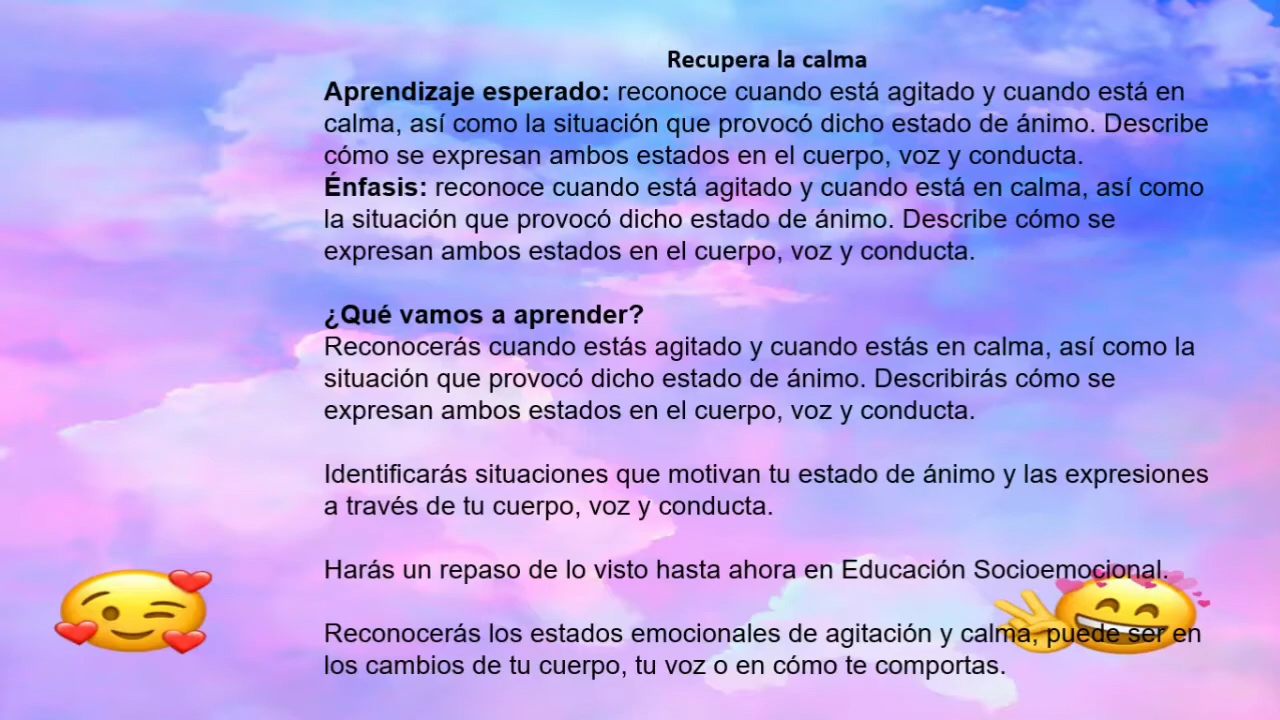 Recupera la calma
Aprendizaje esperado: reconoce cuando está agitado y cuando está en
calma, así como la situación que provocó dicho estado de ánimo. Describe
cómo se expresan ambos estados en el cuerpo, voz y conducta.
Énfasis: reconoce cuando está agitado y cuando está en calma, así como
la situación que provocó dicho estado de ánimo. Describe cómo se
expresan ambos estados en el cuerpo, voz y conducta.
¿Qué vamos a aprender?
Reconocerás cuando estás agitado y cuando estás en calma, así como la
situación que provocó dicho estado de ánimo. Describirás cómo se
expresan ambos estados en el cuerpo, voz y conducta.
Identificarás situaciones que motivan tu estado de ánimo y las expresiones
a través de tu cuerpo, voz y conducta.
Harás un repaso de lo visto hasta ahora en Educación Socioemocional.
Reconocerás los estados emocionales de agitación y calma, puede ser en
los cambios de tu cuerpo, tu voz o en cómo te comportas.